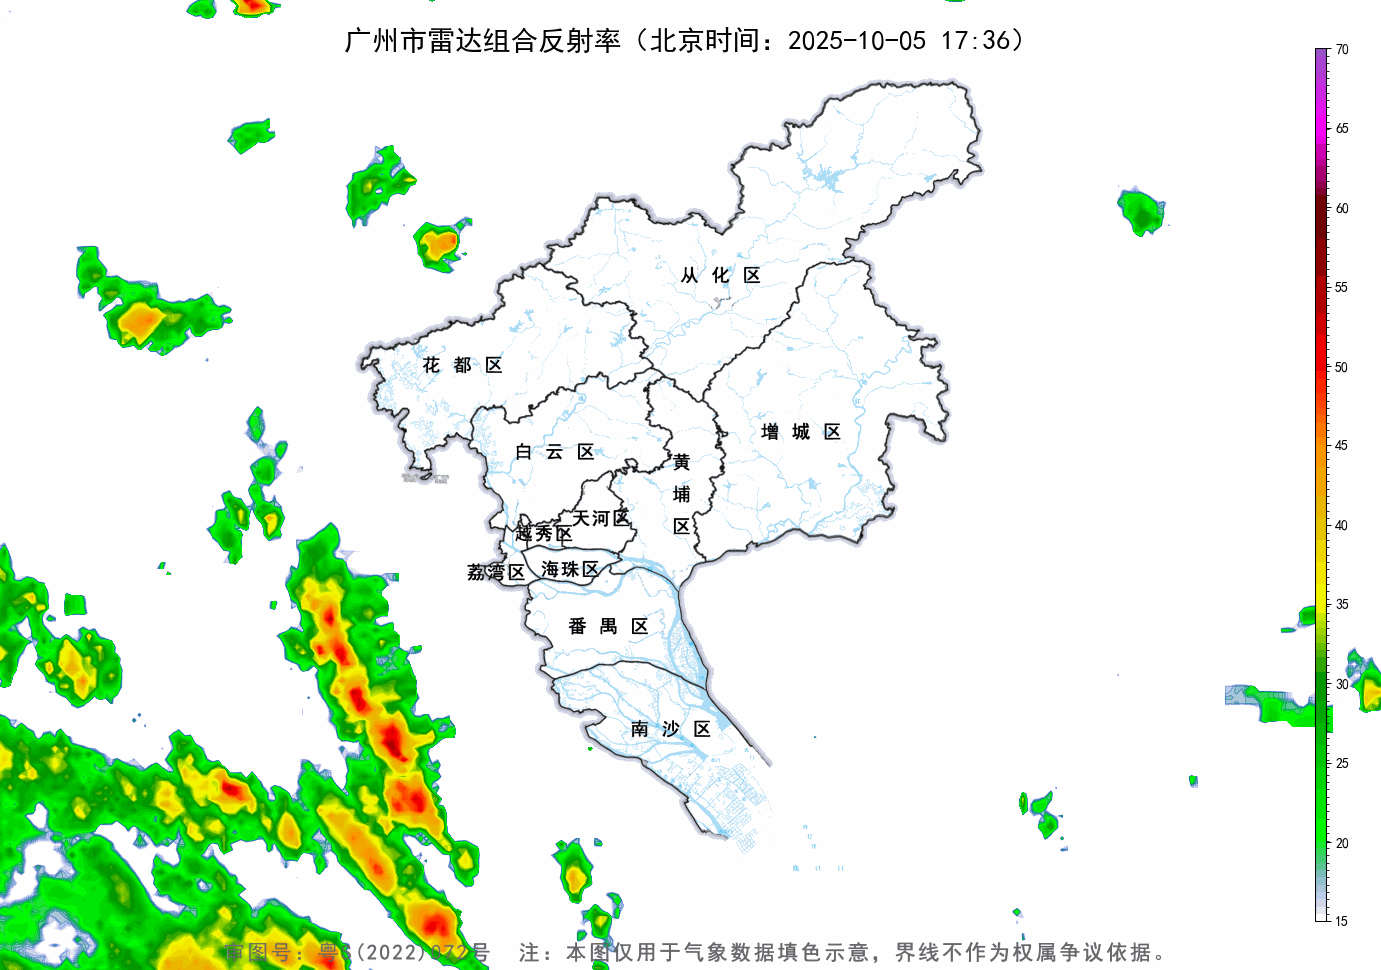 广州市雷达组合反射率（北京时间：2025-10-05 17:36）
70
65
60
55
50
45
40
35
30
25
20
15
从化区
花都区
增城区
白云区
黄埔区
天河区
越秀区
荔湾区
海珠区
番禺区
南沙区
审图号：粤S(2022)072号 注：本图仅用于气象数据填色示意，界线不作为权属争议依据。